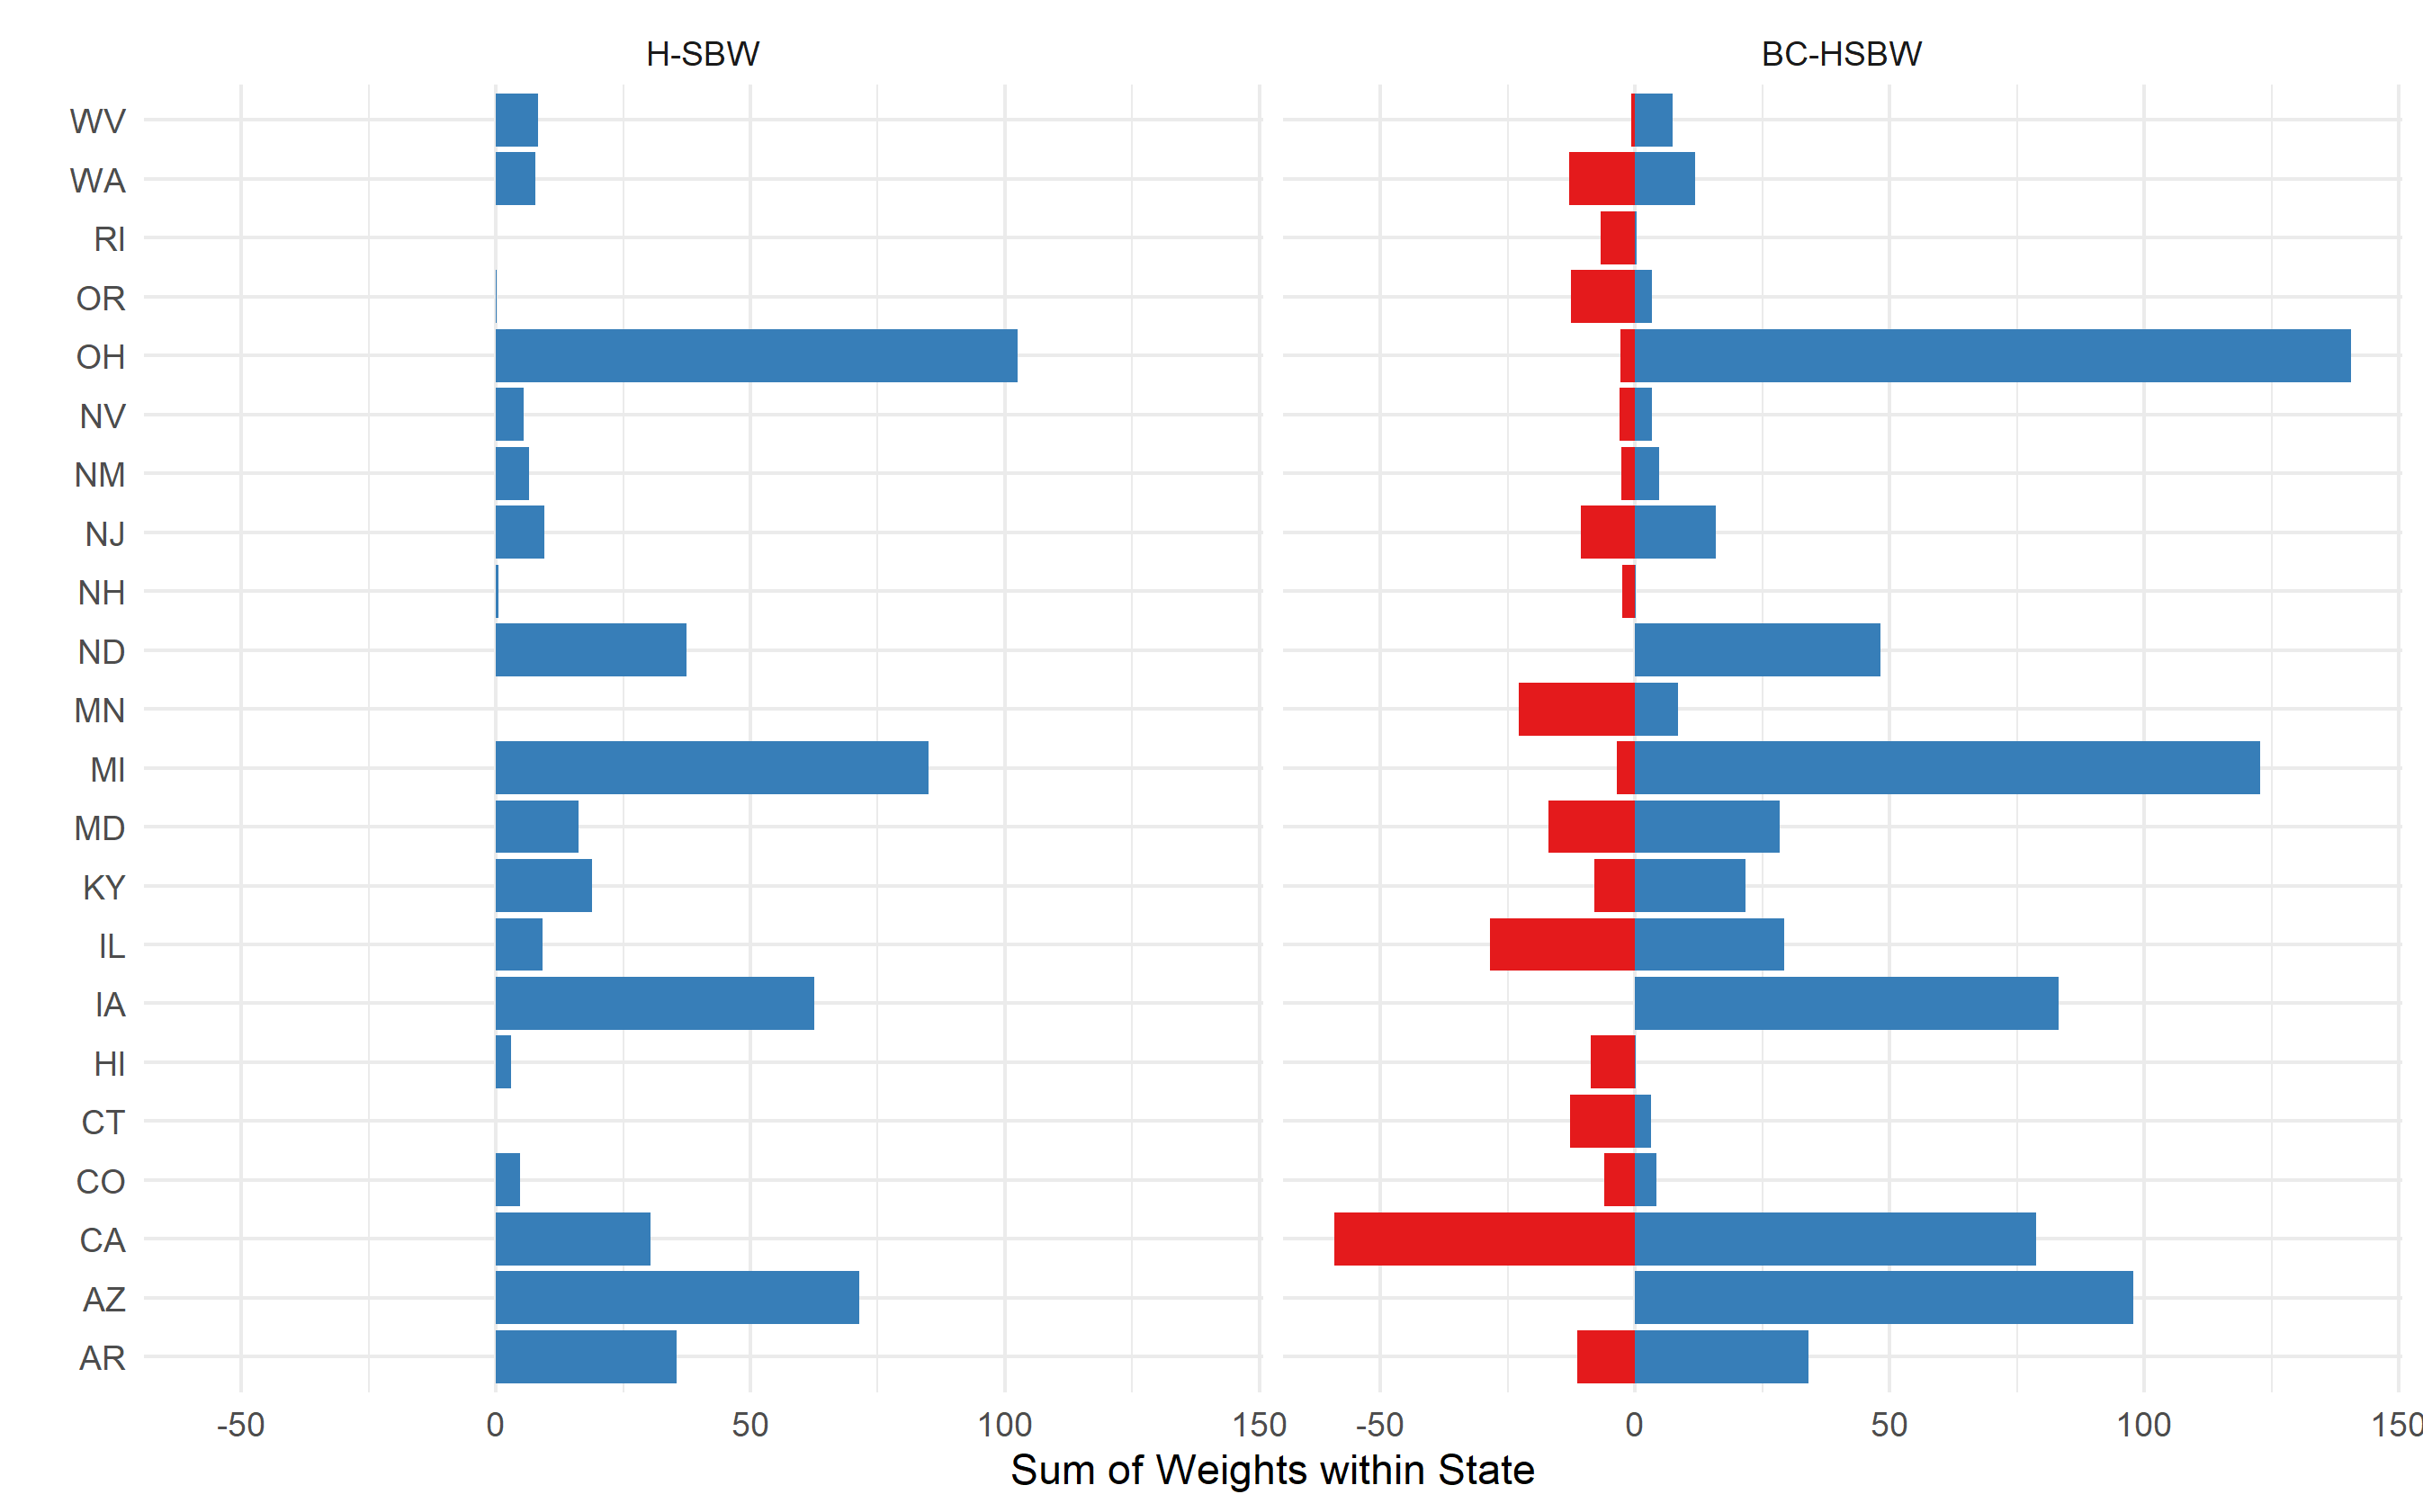 H-SBW BC-HSBW
WV
WA
RI
OR
OH
NV
NM
NJ
NH
ND
MN
MI
MD
KY
IL
IA
HI
CT
CO
CA
AZ
AR
-50 0 50 100 150 -50 0 50 100 150
Sum of Weights within State